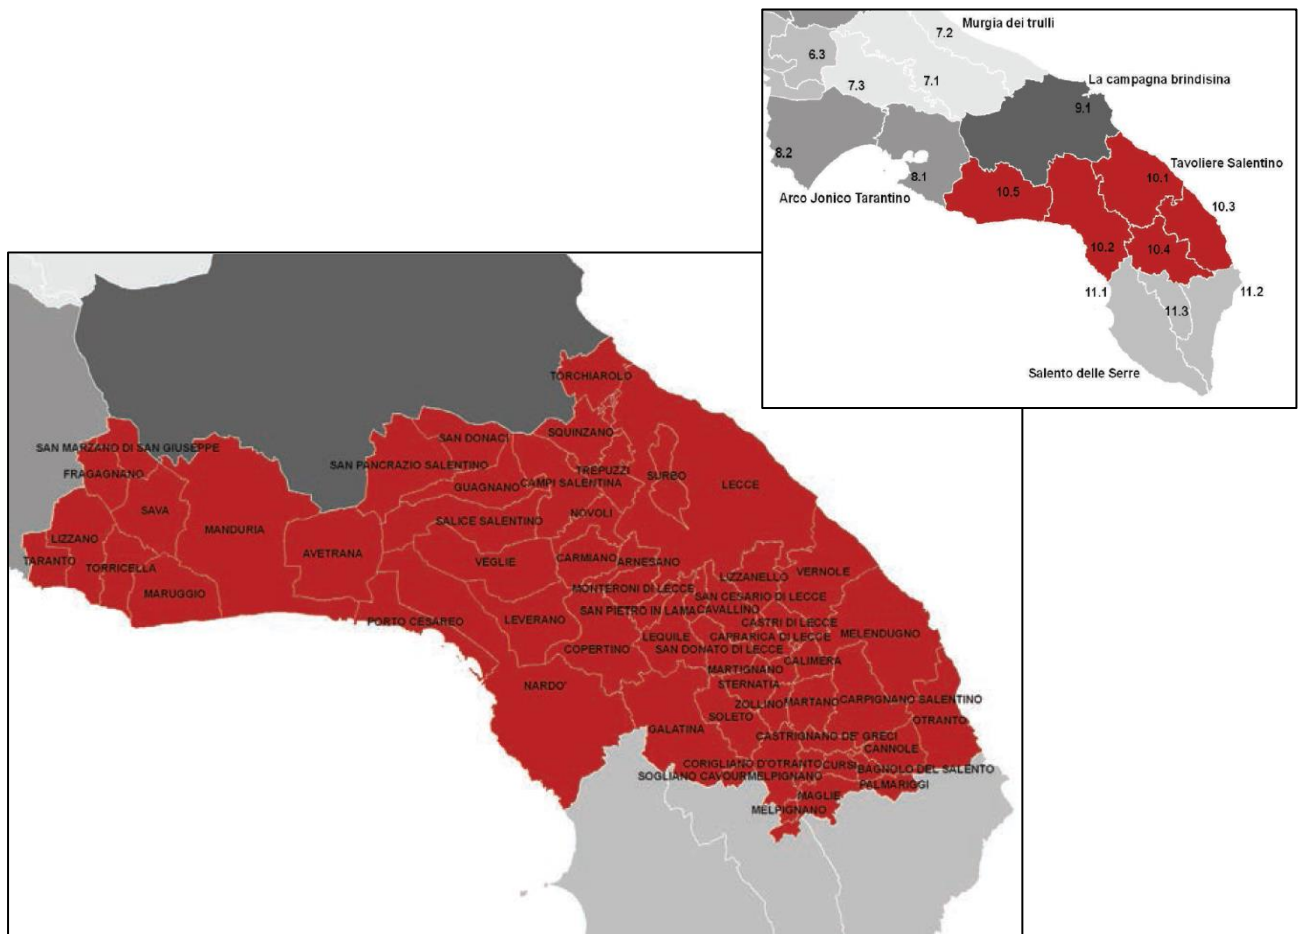 Murgia dei trulli
7.2
6.3
7.1
7.3
La campagna brindisina
9.1
8.2
Tavoliere Salentino
8.1
10.1
10.5
Arco Jonico Tarantino
10.3
10.2
10.4
11.1
11.2
11.3
Salento delle Serre
TORCHIAROLO
SAN DONACI
SQUINZANO
SAN MARZANO DI SAN GIUSEPPE
SAN PANCRAZIO SALENTINO
FRAGAGNANO
TREPUZZI
SURBO
GUAGNANO
CAMPI SALENTINA
LECCE
SAVA
NOVOLI
MANDURIA
SALICE SALENTINO
LIZZANO
AVETRANA
TARANTO
VEGLIE
CARMIANO
ARNESANO
TORRICELLA
LIZZANELLO
VERNOLE
MARUGGIO
MONTERONI DI LECCE
SAN CESARIO DI LECCE
SAN PIETRO IN LAMA
CAVALLINO
PORTO CESAREO
LEVERANO
CASTRI DI LECCE
LEQUILE
CAPRARICA DI LECCE
MELENDUGNO
COPERTINO
SAN DONATO DI LECCE
CALIMERA
MARTIGNANO
NARDO'
STERNATIA
ZOLLINO
MARTANO
CARPIGNANO SALENTINO
SOLETO
OTRANTO
GALATINA
CASTRIGNANO DE' GRECI
CANNOLE
CORIGLIANO D'OTRANTO
CURSI
BAGNOLO DEL SALENTO
SOGLIANO CAVOUR
MELPIGNANO
PALMARIGGI
MAGLIE
MELPIGNANO